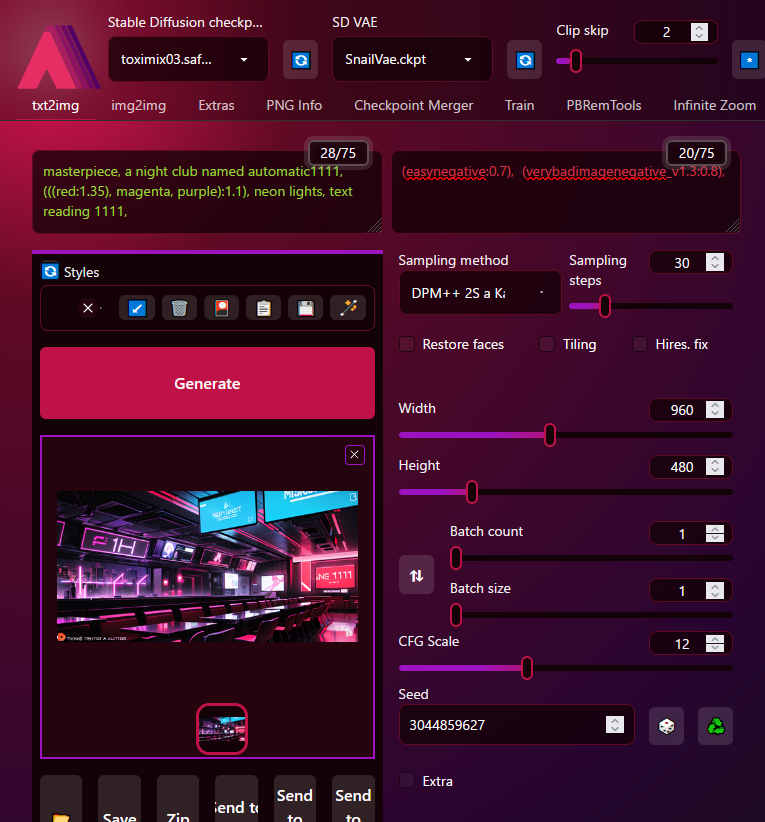 Stable Diffusion checkp...
SD VAE
Clip skip
2
toximix03.saf...
SnailVae.ckpt
txt2img
img2img
Extras
PNG Info
Checkpoint Merger
Train
PBRemTools
Infinite Zoom
28/75
20/75
masterpiece, a night club named automatic1111,
(((red:1.35), magenta, purple):1.1), neon lights, text
reading 1111,
(easynegative:0.7), (verybadimagenegative_v1.3:0.8),
Styles
Generate
1111
Save
Zip
Send to
Send
to
Send
to
Sampling method
Sampling
steps
30
DPM++ 2S a Ka
Restore faces
Tiling
Hires. fix
Width
960
Height
480
Batch count
1
Batch size
1
CFG Scale
12
Seed
3044859627
Extra